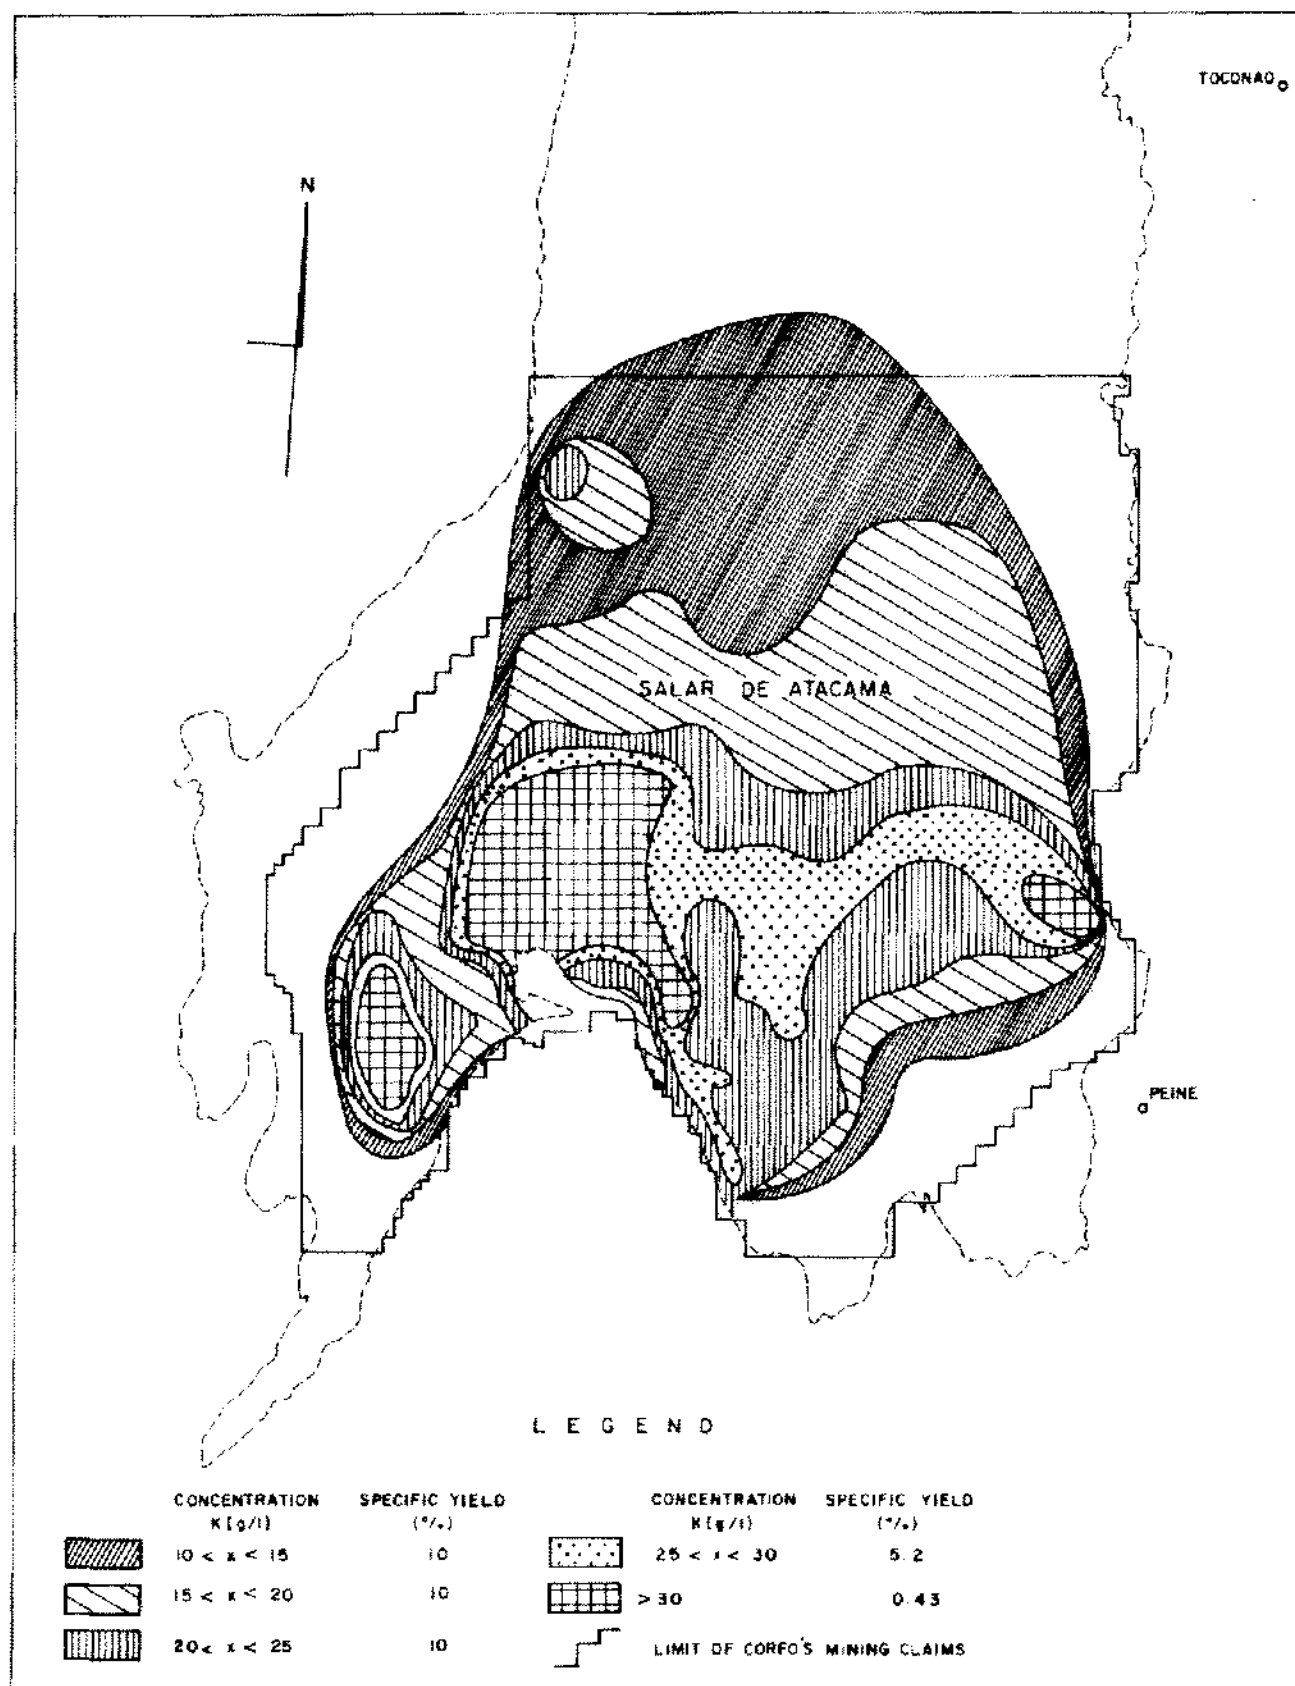 TOCONAO
N
SALAR DE ATACAMA
PEINE
LEGEND
CONCENTRATION SPECIFIC YIELD CONCENTRATION SPECIFIC YIELD
K[g/l] (%) K[g/l] (%)
10 < x < 15 10 25 < x < 30 5.2
15 < x < 20 10 >30 0.43
20 < x < 25 10 LIMIT OF CORFO'S MINING CLAIMS